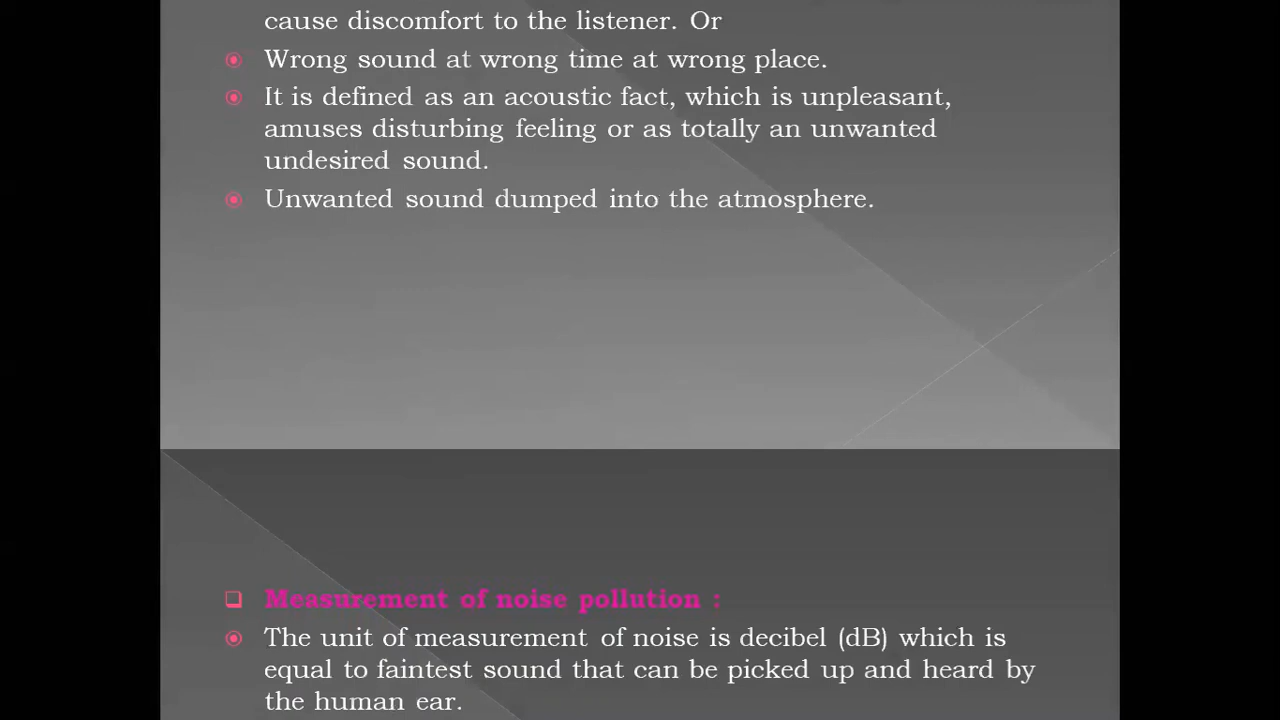 cause discomfort to the listener. Or
Wrong sound at wrong time at wrong place.
It is defined as an acoustic fact, which is unpleasant,
amuses disturbing feeling or as totally an unwanted
undesired sound.
Unwanted sound dumped into the atmosphere.
Measurement of noise pollution :
The unit of measurement of noise is decibel (dB) which is
equal to faintest sound that can be picked up and heard by
the human ear.